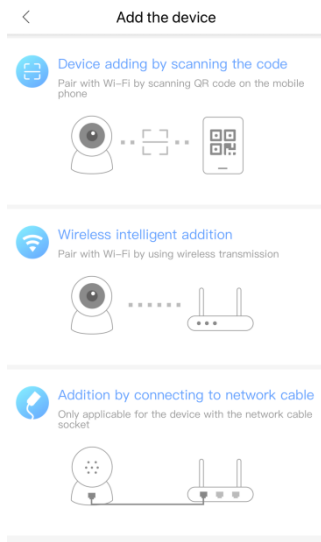 Add the device
Device adding by scanning the code
Pair with Wi-Fi by scanning QR code on the mobile
phone
Wireless intelligent addition
Pair with Wi-Fi by using wireless transmission
Addition by connecting to network cable
Only applicable for the device with the network cable
socket